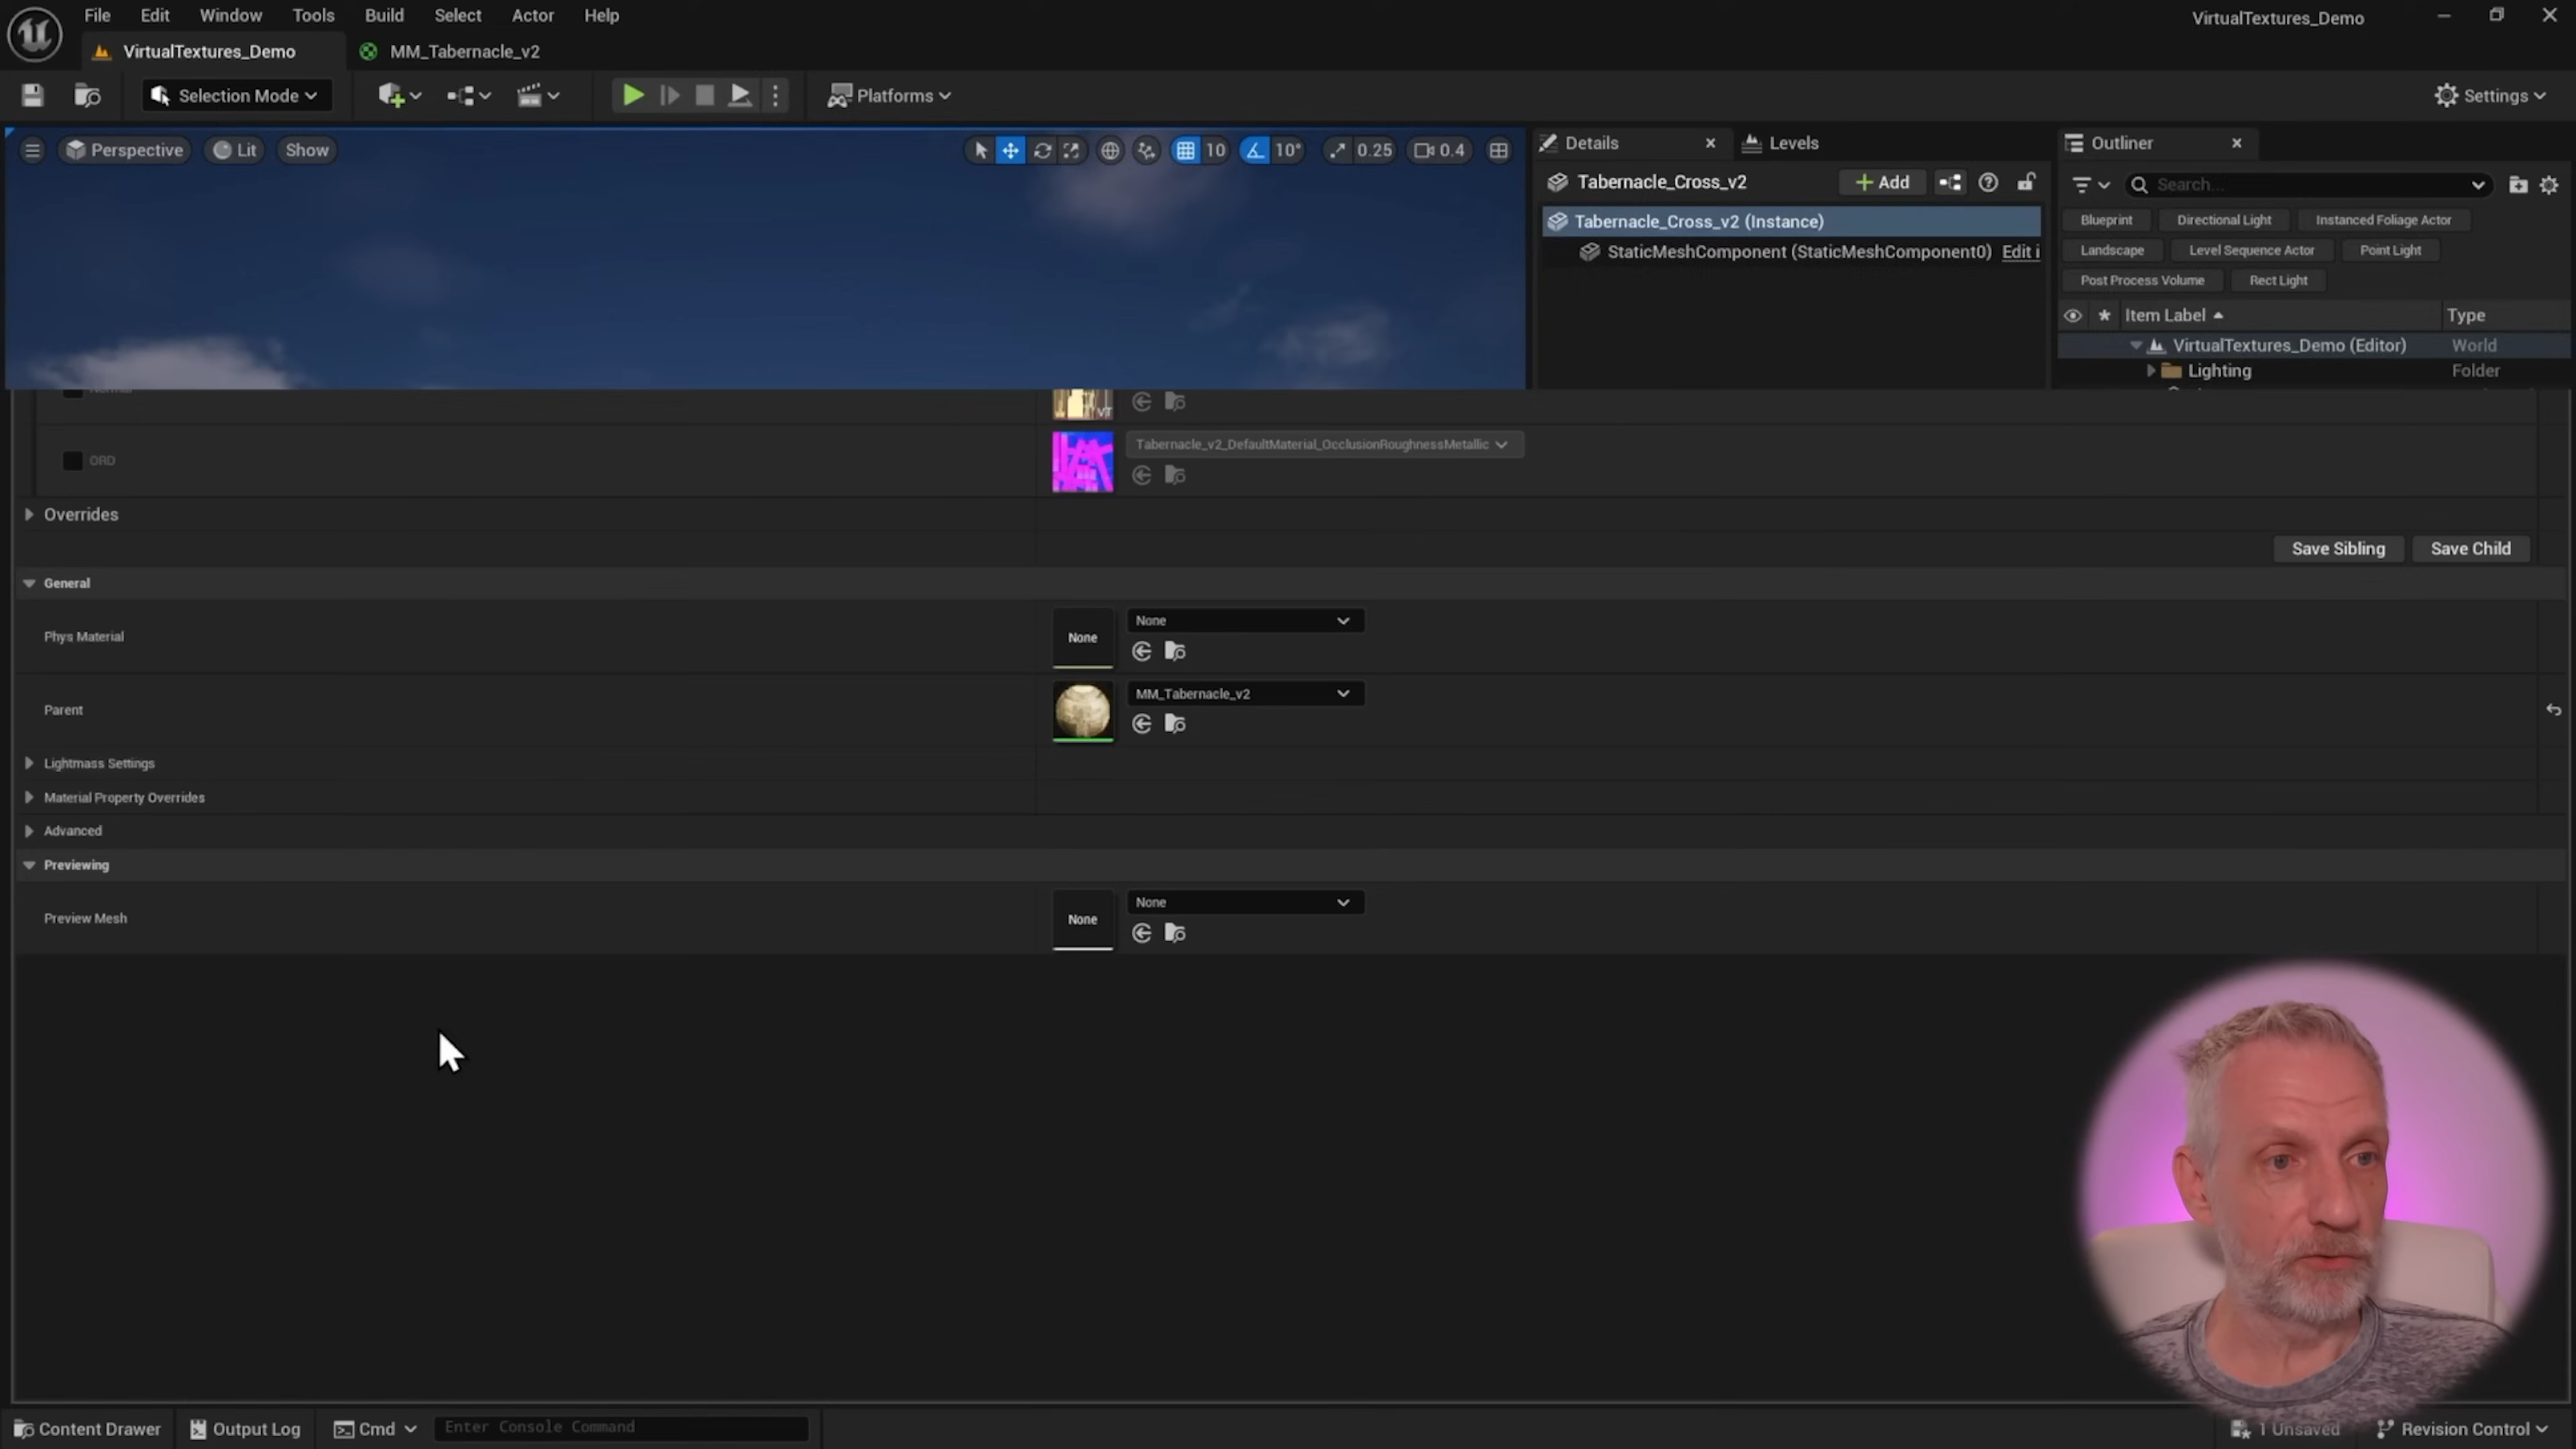 File Edit Window Tools Build Select Actor Help
VirtualTextures_Demo
VirtualTextures_Demo
MM_Tabernacle_v2
Selection Mode
Platforms
Settings
Perspective
Lit
Show
10
10°
0.25
0.4
Details
Levels
Outliner
Tabernacle_Cross_v2
Add
Search...
Tabernacle_Cross_v2 (Instance)
StaticMeshComponent (StaticMeshComponent0) Edit i
Blueprint
Directional Light
Instanced Foliage Actor
Landscape
Level Sequence Actor
Point Light
Post Process Volume
Rect Light
Item Label
Type
VirtualTextures_Demo (Editor)
World
Lighting
Folder
Normal
VT
ORD
Tabernacle_v2_DefaultMaterial_OcclusionRoughnessMetallic
Overrides
Save Sibling
Save Child
General
Phys Material
None
None
Parent
MM_Tabernacle_v2
Lightmass Settings
Material Property Overrides
Advanced
Previewing
Preview Mesh
None
None
Content Drawer
Output Log
Cmd
Enter Console Command
1 Unsaved
Revision Control